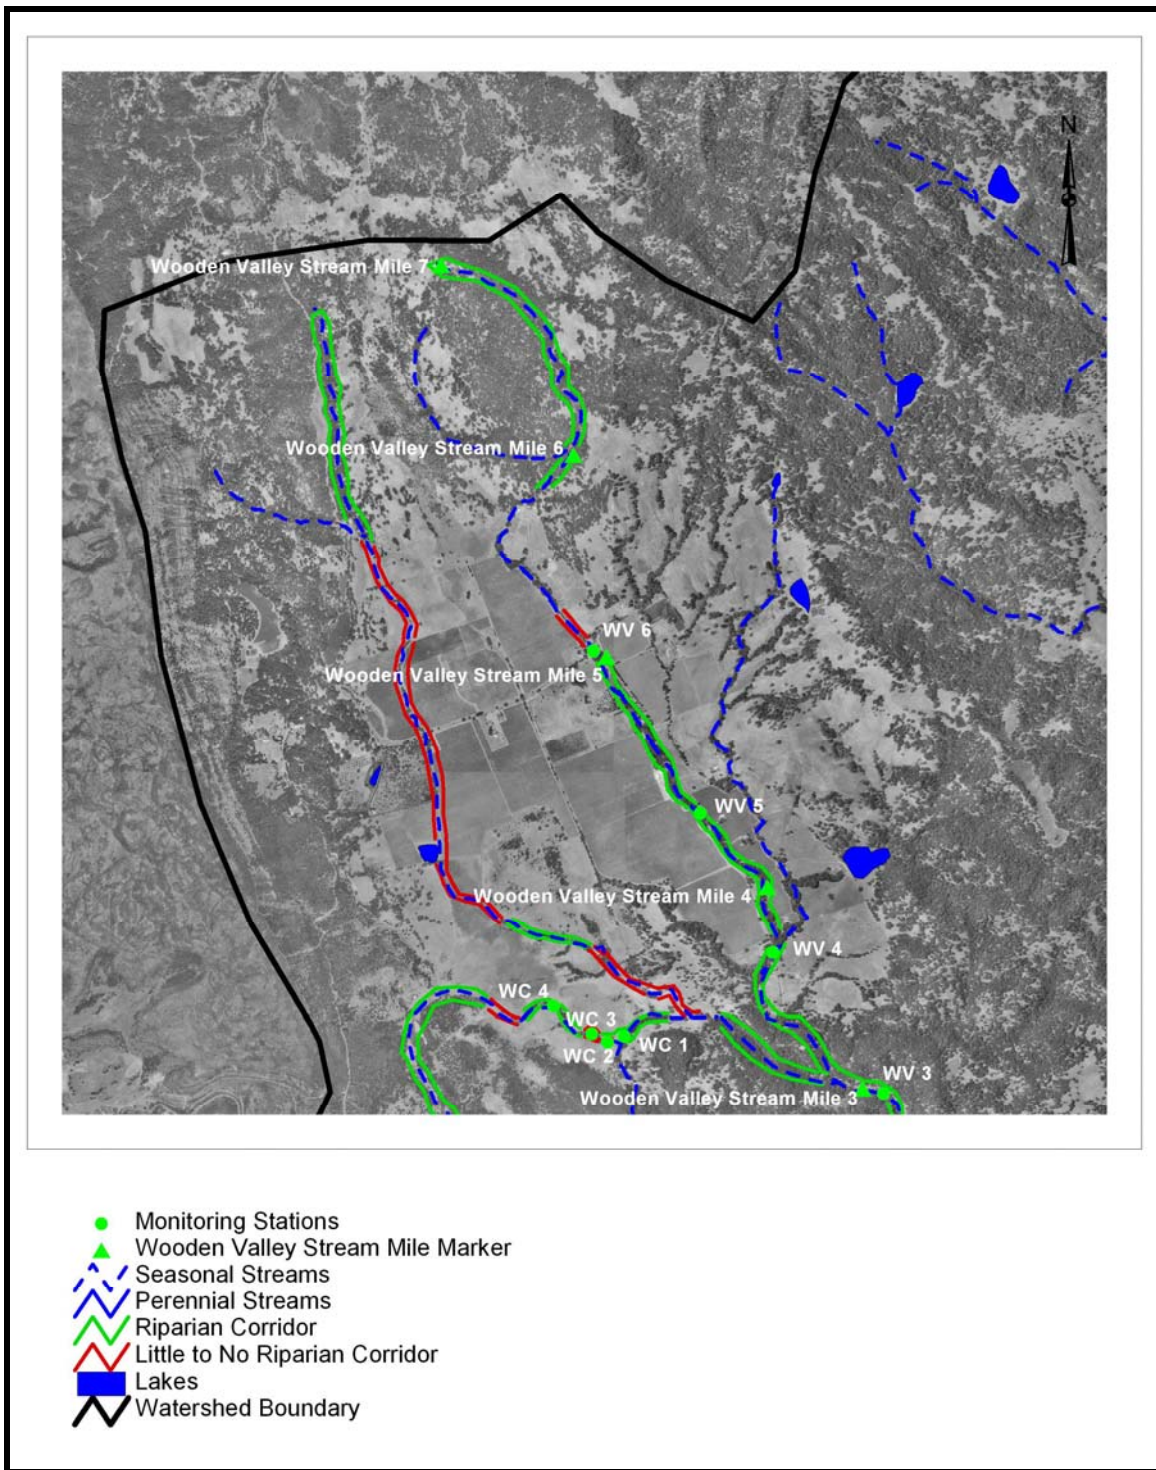 N
Wooden Valley Stream Mile 7
Wooden Valley Stream Mile 6
WV 6
Wooden Valley Stream Mile 5
WV 5
Wooden Valley Stream Mile 4
WV 4
WC 4
WC 3
WC 2
WC 1
WV 3
Wooden Valley Stream Mile 3
Monitoring Stations
Wooden Valley Stream Mile Marker
Seasonal Streams
Perennial Streams
Riparian Corridor
Little to No Riparian Corridor
Lakes
Watershed Boundary